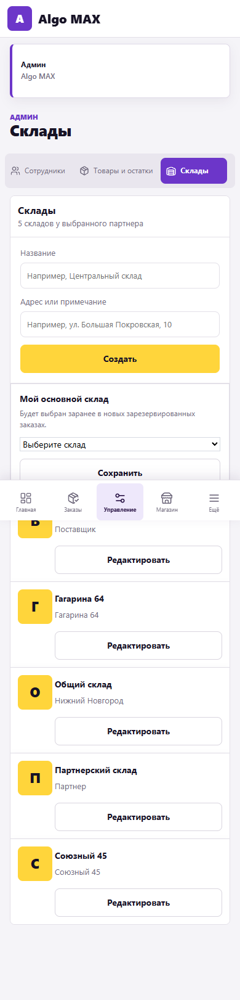 A
Algo MAX
Админ
Algo MAX
АДМИН
Склады
Сотрудники
Товары и остатки
Склады
Склады
5 складов у выбранного партнера
Название
Например, Центральный склад
Адрес или примечание
Например, ул. Большая Покровская, 10
Создать
Мой основной склад
Будет выбран заранее в новых зарезервированных
заказах.
Выберите склад
Сохранить
Главная
Заказы
Управление
Магазин
Ещё
Поставщик
Редактировать
Г
Гагарина 64
Гагарина 64
Редактировать
О
Общий склад
Нижний Новгород
Редактировать
П
Партнерский склад
Партнер
Редактировать
С
Союзный 45
Союзный 45
Редактировать